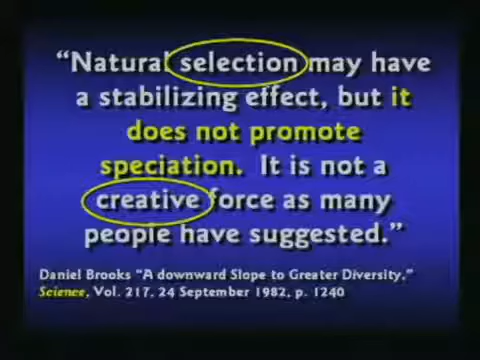 “Natural selection may have
a stabilizing effect, but it
does not promote
speciation. It is not a
creative force as many
people have suggested.”
Daniel Brooks “A downward Slope to Greater Diversity.”
Science, Vol. 217, 24 September 1982, p. 1240